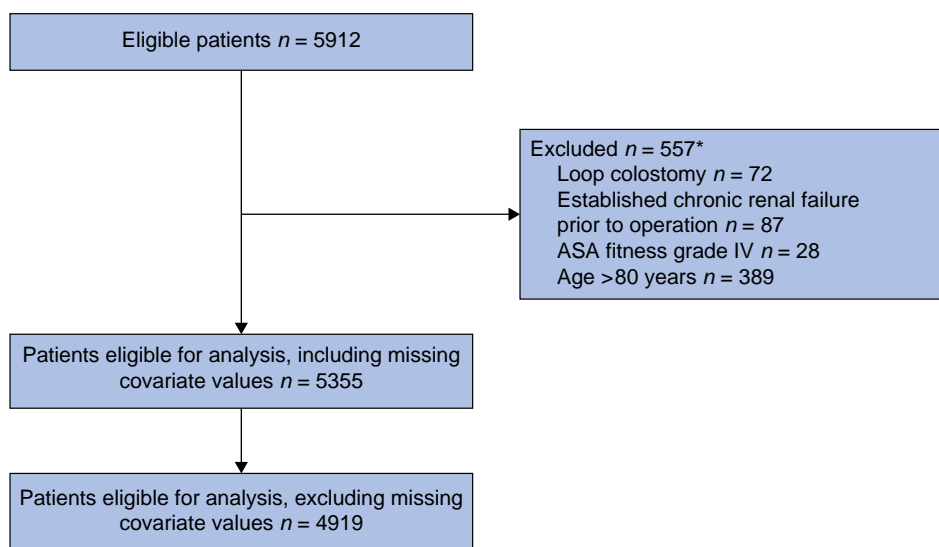 Eligible patients n = 5912
Excluded n = 557*
Loop colostomy n = 72
Established chronic renal failure
prior to operation n = 87
ASA fitness grade IV n = 28
Age >80 years n = 389
Patients eligible for analysis, including missing
covariate values n = 5355
Patients eligible for analysis, excluding missing
covariate values n = 4919